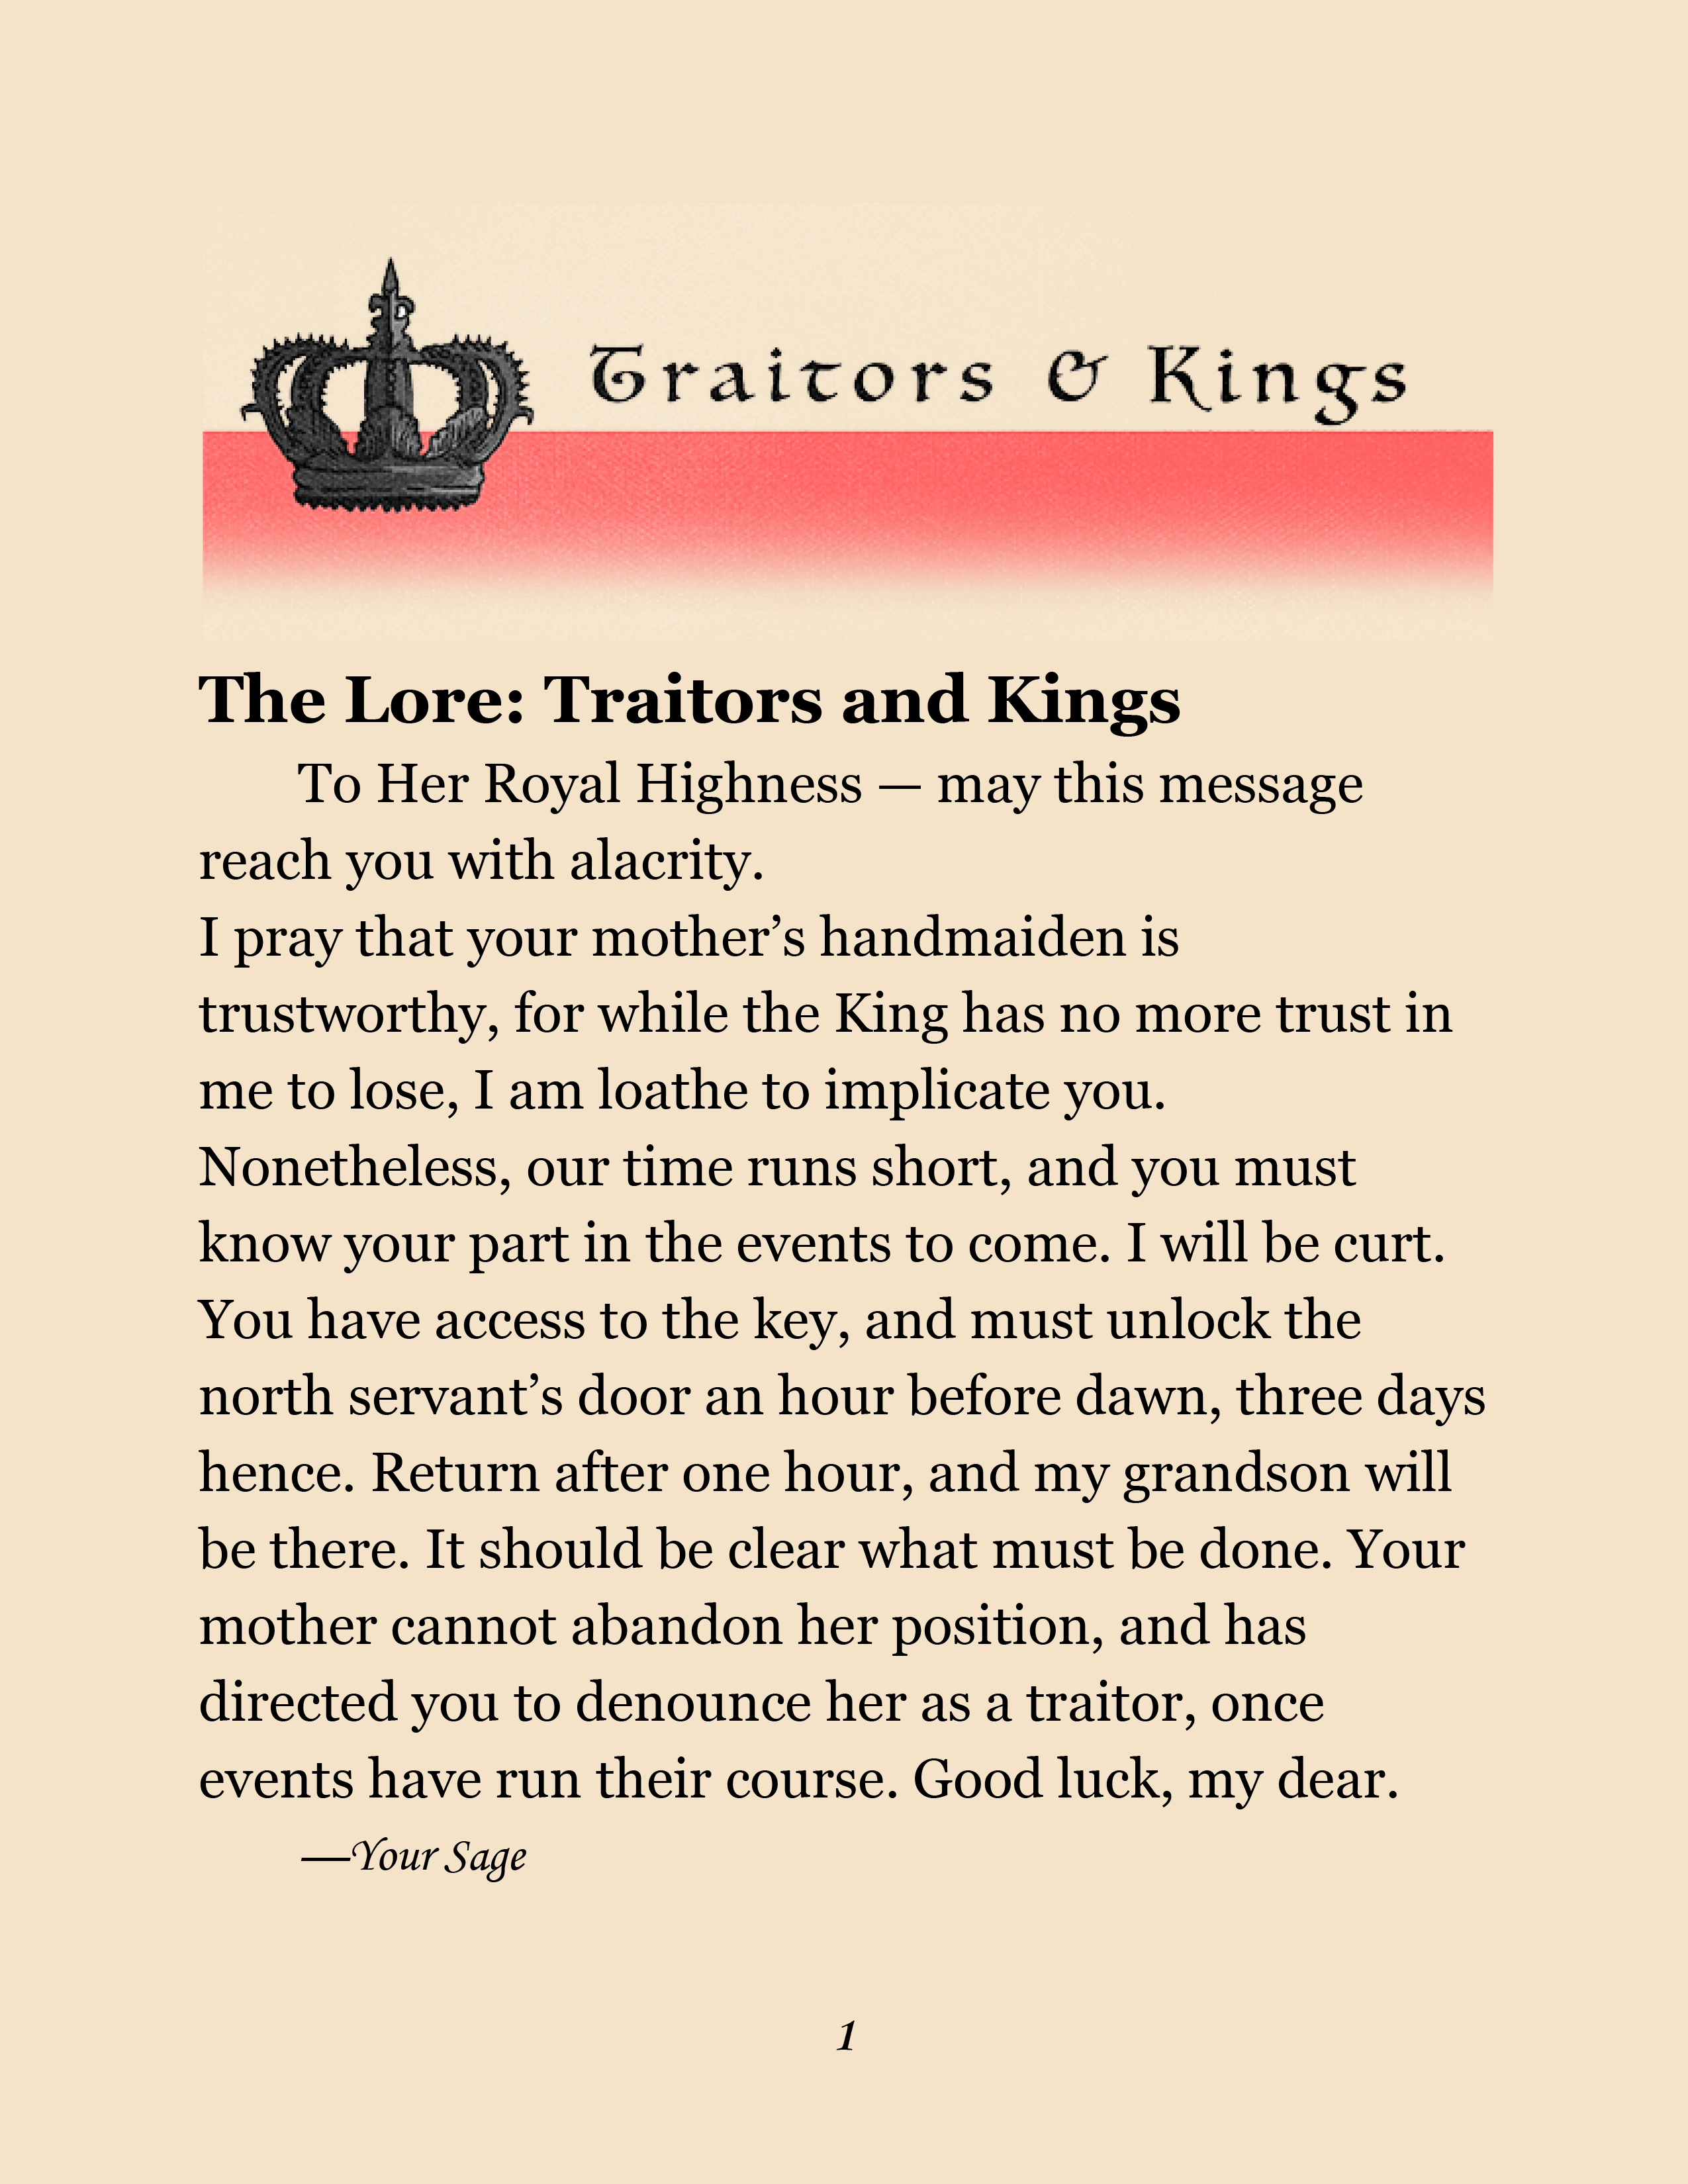 Traitors & Kings
The Lore: Traitors and Kings
To Her Royal Highness — may this message
reach you with alacrity.
I pray that your mother’s handmaiden is
trustworthy, for while the King has no more trust in
me to lose, I am loathe to implicate you.
Nonetheless, our time runs short, and you must
know your part in the events to come. I will be curt.
You have access to the key, and must unlock the
north servant’s door an hour before dawn, three days
hence. Return after one hour, and my grandson will
be there. It should be clear what must be done. Your
mother cannot abandon her position, and has
directed you to denounce her as a traitor, once
events have run their course. Good luck, my dear.
—Your Sage
1